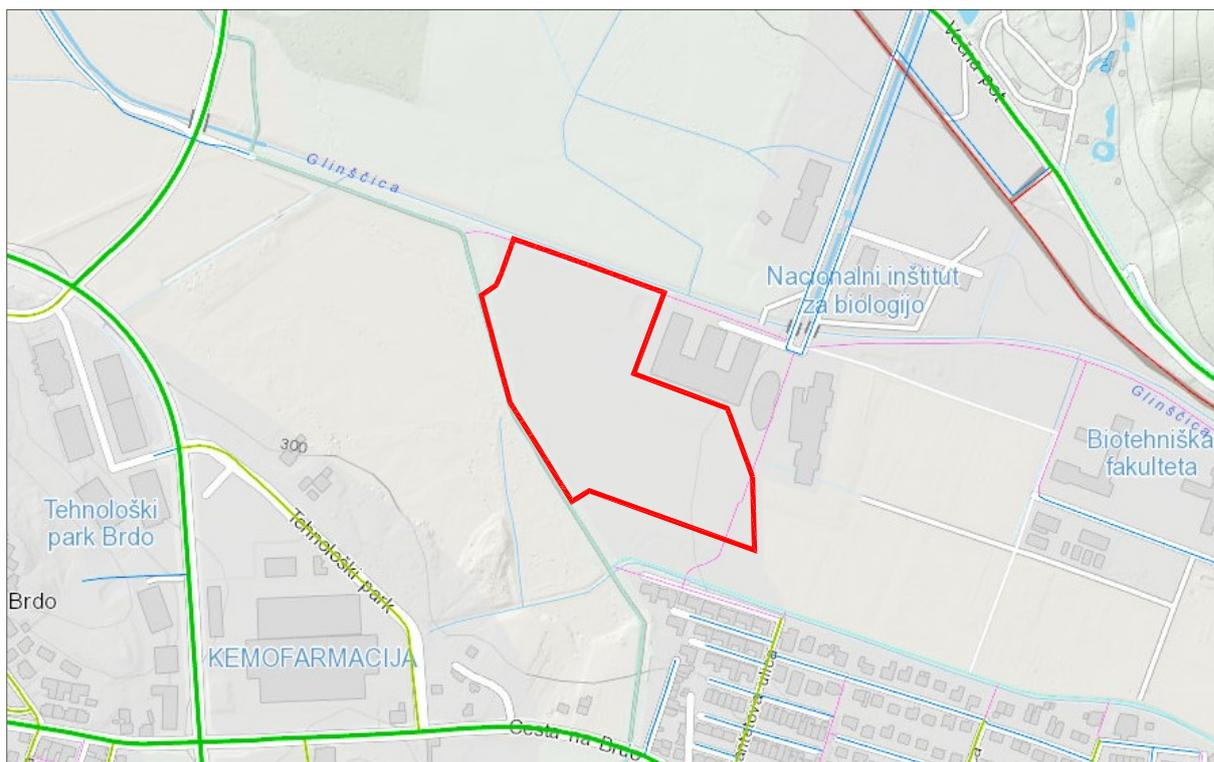 Večna pot
Glinščica
Nacionalni inštitut
za biologijo
Glinščica
Biotehniška
fakulteta
300
Tehnološki
park Brdo
Tehnološki park
Brdo
KEMOFARMACIJA
Cesta na Brdo